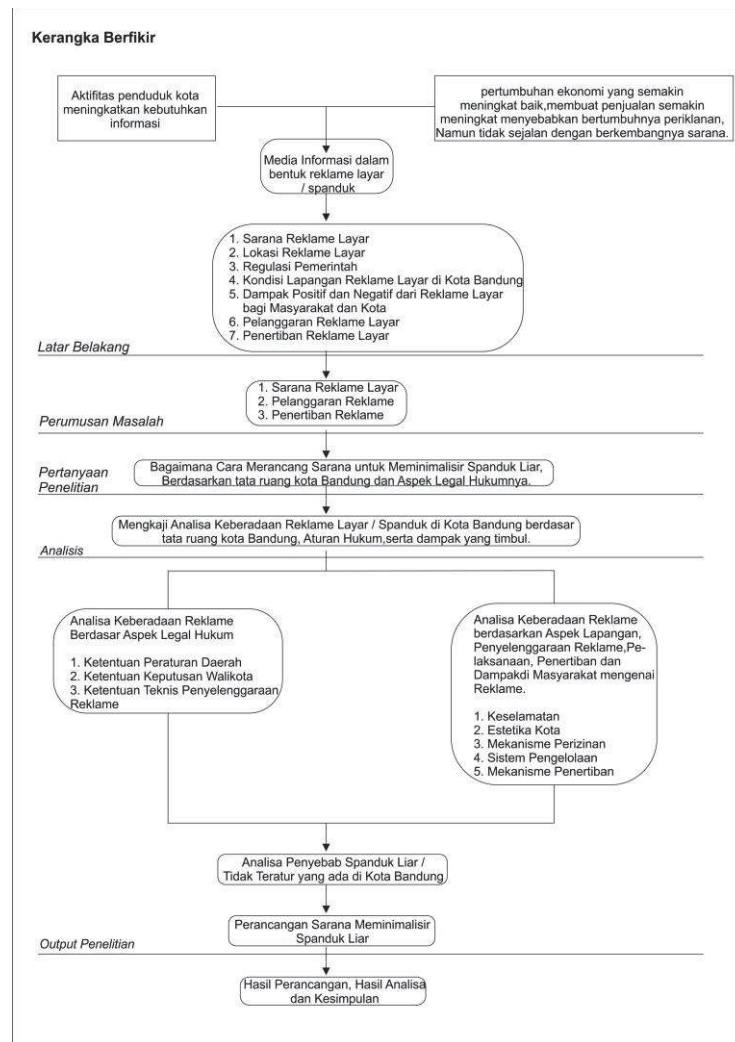 Kerangka Berfikir
Aktifitas penduduk kota
meningkatkan kebutuhkan
informasi
pertumbuhan ekonomi yang semakin
meningkat baik,membuat penjualan semakin
meningkat menyebabkan bertumbuhnya periklanan,
Namun tidak sejalan dengan berkembangnya sarana.
Media Informasi dalam
bentuk reklame layar
/ spanduk
1. Sarana Reklame Layar
2. Lokasi Reklame Layar
3. Regulasi Pemerintah
4. Kondisi Lapangan Reklame Layar di Kota Bandung
5. Dampak Positif dan Negatif dari Reklame Layar
bagi Masyarakat dan Kota
6. Pelanggaran Reklame Layar
7. Penertiban Reklame Layar
Latar Belakang
1. Sarana Reklame Layar
2. Pelanggaran Reklame
3. Penertiban Reklame
Perumusan Masalah
Bagaimana Cara Merancang Sarana untuk Meminimalisir Spanduk Liar,
Berdasarkan tata ruang kota Bandung dan Aspek Legal Hukumnya.
Pertanyaan
Penelitian
Mengkaji Analisa Keberadaan Reklame Layar / Spanduk di Kota Bandung berdasar
tata ruang kota Bandung, Aturan Hukum,serta dampak yang timbul.
Analisis
Analisa Keberadaan Reklame
Berdasar Aspek Legal Hukum
1. Ketentuan Peraturan Daerah
2. Ketentuan Keputusan Walikota
3. Ketentuan Teknis Penyelenggaraan
Reklame
Analisa Keberadaan Reklame
berdasarkan Aspek Lapangan,
Penyelenggaraan Reklame,Pe-
laksanaan, Penertiban dan
Dampakdi Masyarakat mengenai
Reklame.
1. Keselamatan
2. Estetika Kota
3. Mekanisme Perizinan
4. Sistem Pengelolaan
5. Mekanisme Penertiban
Analisa Penyebab Spanduk Liar /
Tidak Teratur yang ada di Kota Bandung
Perancangan Sarana Meminimalisir
Spanduk Liar
Output Penelitian
Hasil Perancangan, Hasil Analisa
dan Kesimpulan